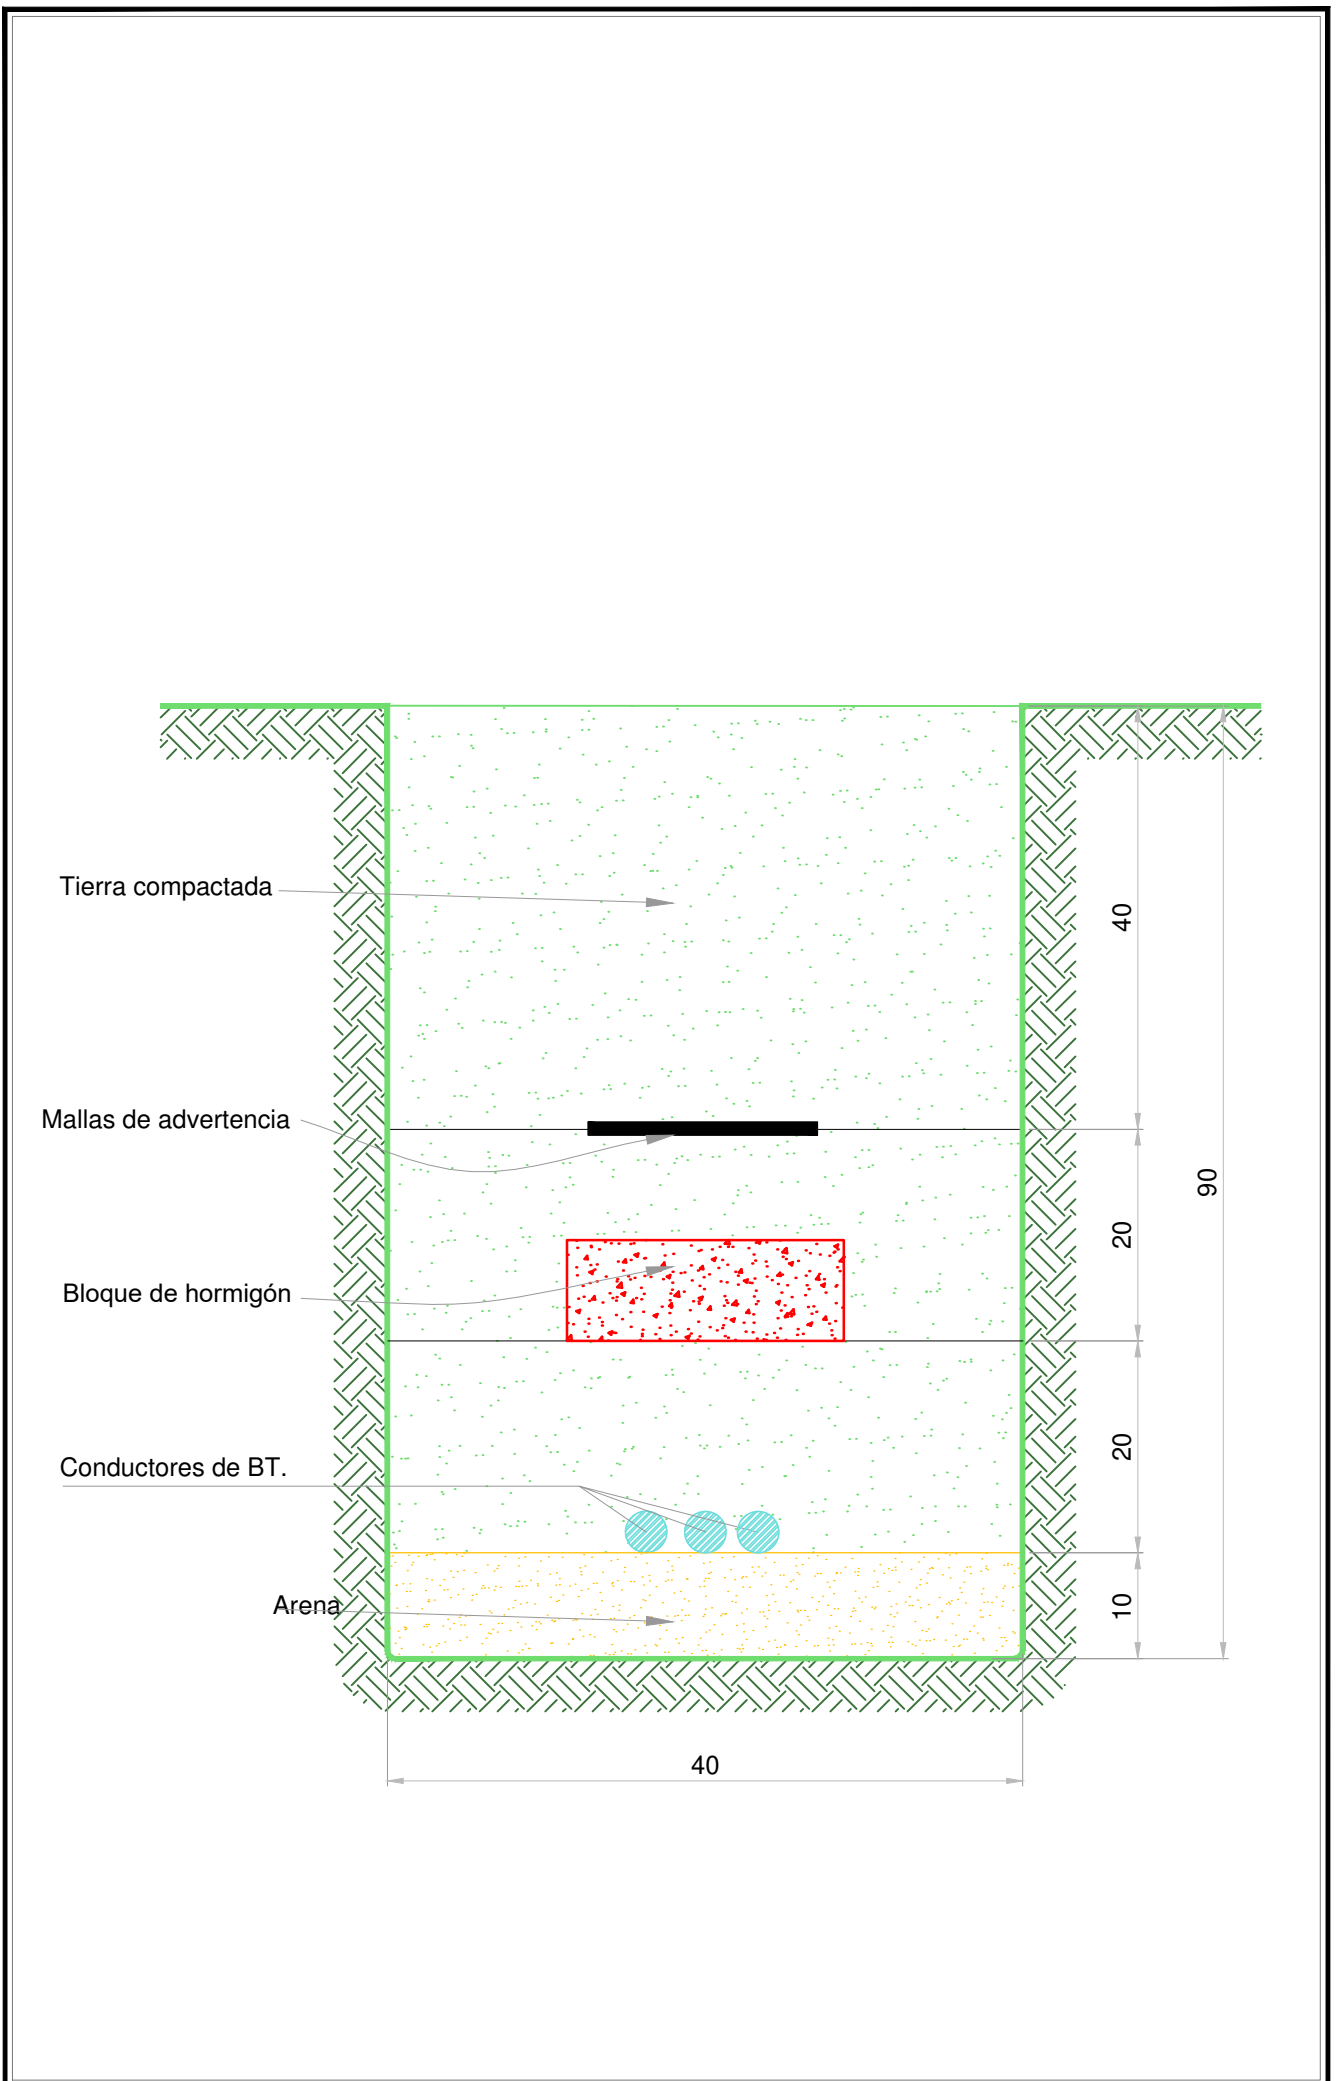 Tierra compactada
40
Mallas de advertencia
90
20
Bloque de hormigón
20
Conductores de BT.
Arena
10
40